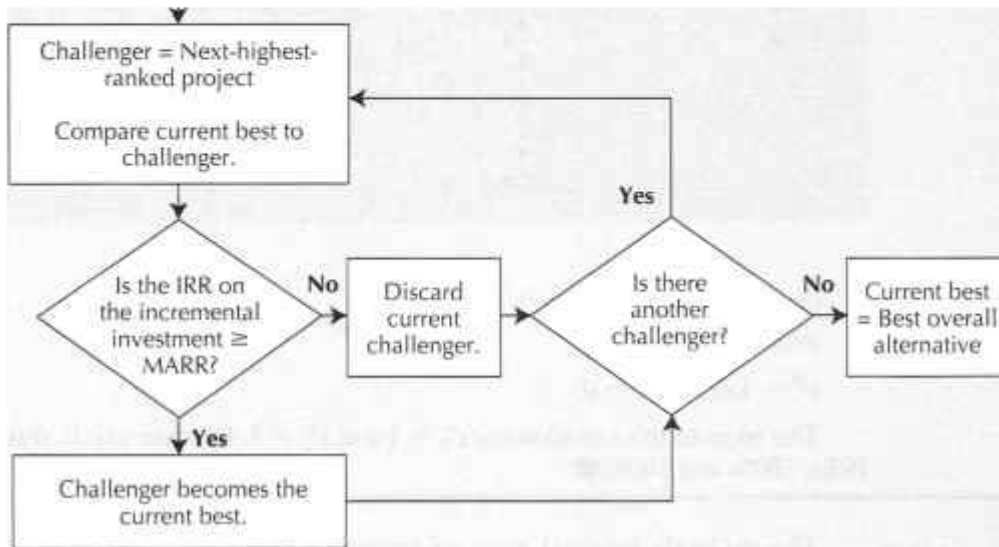 Challenger = Next-highest-
ranked project
Compare current best to
challenger.
Yes
Is the IRR on
the incremental
investment ≥
MARR?
No
Discard
current
challenger.
Is there
another
challenger?
No
Current best
= Best overall
alternative
Yes
Challenger becomes the
current best.